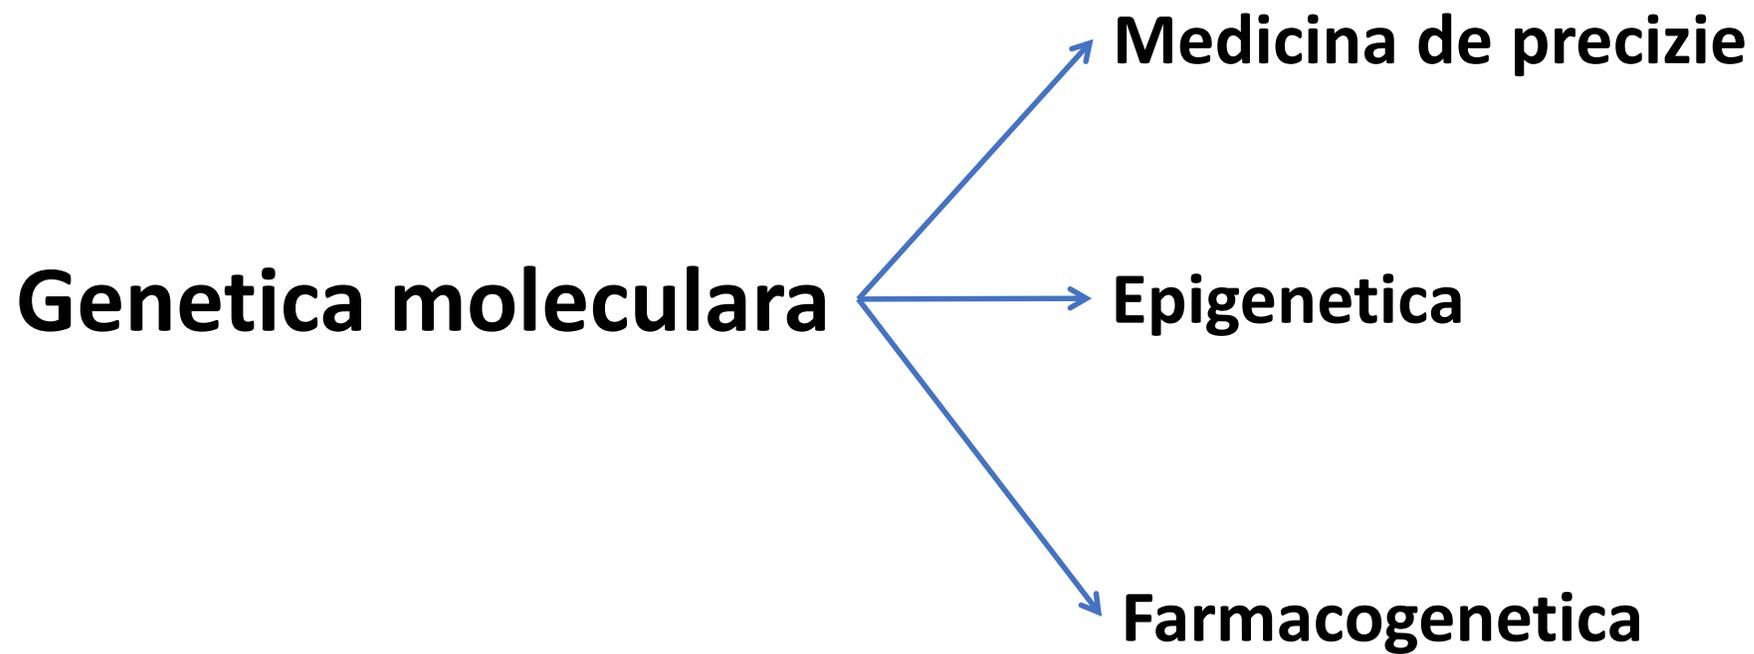 Medicina de precizie
Genetica moleculara
Epigenetica
Farmacogenetica